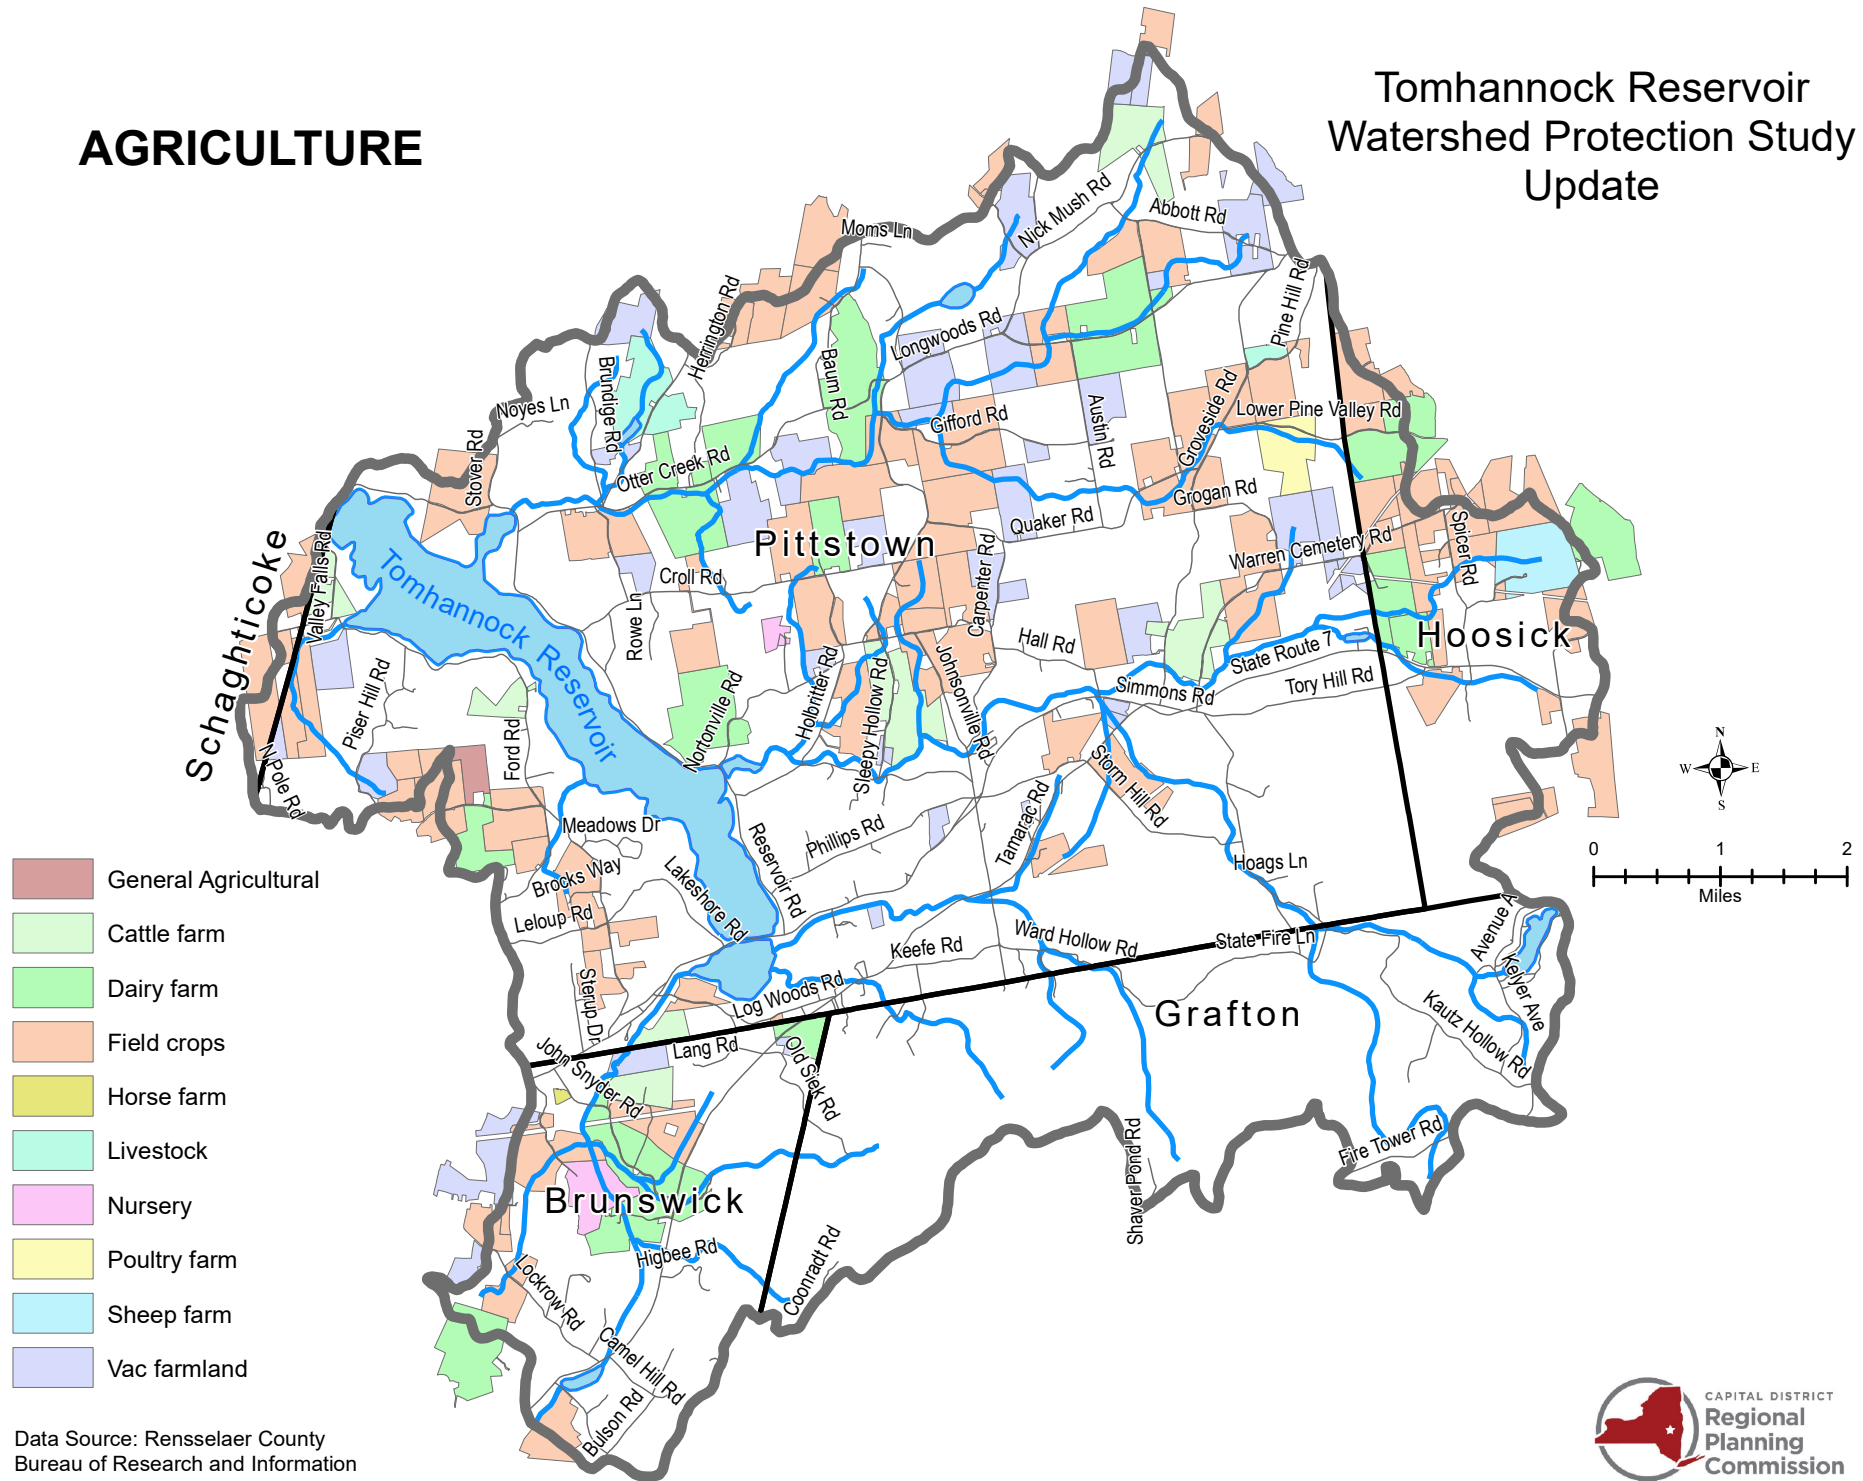 AGRICULTURE
Tomhannock Reservoir
Watershed Protection Study
Update
Moms Ln
Nick Mush Rd
Abbott Rd
Herrington Rd
Pine Hill Rd
Longwoods Rd
Baum Rd
Brundige Rd
Noyes Ln
Gifford Rd
Austin Rd
Groveside Rd
Lower Pine Valley Rd
Stover Rd
Otter Creek Rd
Grogan Rd
Quaker Rd
Pittstown
Spicer Rd
Warren Cemetery Rd
Schaghticoke
Valley Falls Rd
Tomhannock Reservoir
Croll Rd
Rowe Ln
Carpenter Rd
Hall Rd
Hoosick
State Route 7
Tory Hill Rd
Simmons Rd
Johnsonville Rd
Holbritter Rd
Sleepy Hollow Rd
Nortonville Rd
Piser Hill Rd
Ford Rd
N Pole Rd
Storm Hill Rd
Tamarac Rd
Meadows Dr
Phillips Rd
Reservoir Rd
Brocks Way
Lakeshore Rd
Leloup Rd
Hoags Ln
Keefe Rd
Ward Hollow Rd
State Fire Ln
Avenue A
Kelyer Ave
Kautz Hollow Rd
Sterup Dr
Log Woods Rd
Lang Rd
Grafton
John Snyder Rd
Old Siek Rd
Fire Tower Rd
Shaver Pond Rd
Brunswick
Higbee Rd
Coonradt Rd
Lockrow Rd
Camel Hill Rd
Bulson Rd
N
W E
S
0 1 2
Miles
General Agricultural
Cattle farm
Dairy farm
Field crops
Horse farm
Livestock
Nursery
Poultry farm
Sheep farm
Vac farmland
Data Source: Rensselaer County
Bureau of Research and Information
CAPITAL DISTRICT
Regional
Planning
Commission